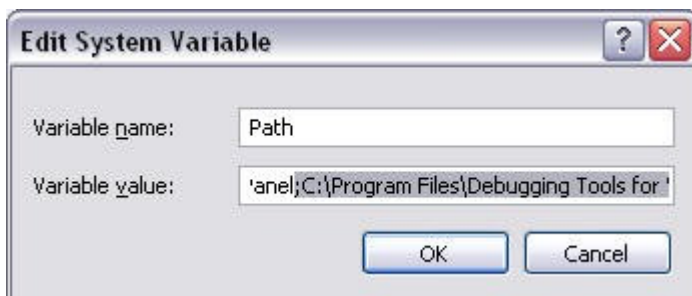 Edit System Variable
Variable name: Path
Variable value: 'anel;C:\Program Files\Debugging Tools for '
OK Cancel